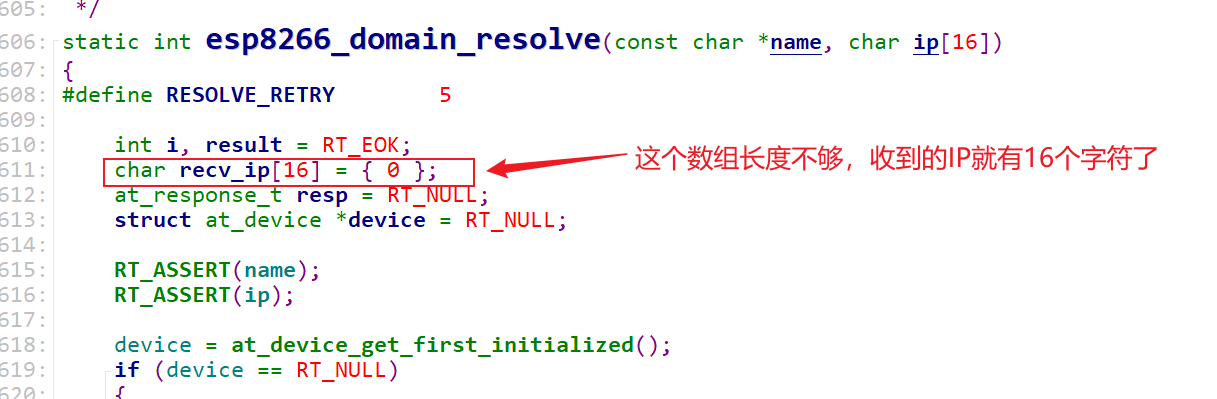 605:  */
606: static int esp8266_domain_resolve(const char *name, char ip[16])
607: {
608: #define RESOLVE_RETRY        5
609:
610:     int i, result = RT_EOK;
611:     char recv_ip[16] = { 0 };
这个数组长度不够，收到的IP就有16个字符了
612:     at_response_t resp = RT_NULL;
613:     struct at_device *device = RT_NULL;
614:
615:     RT_ASSERT(name);
616:     RT_ASSERT(ip);
617:
618:     device = at_device_get_first_initialized();
619:     if (device == RT_NULL)
620:     {